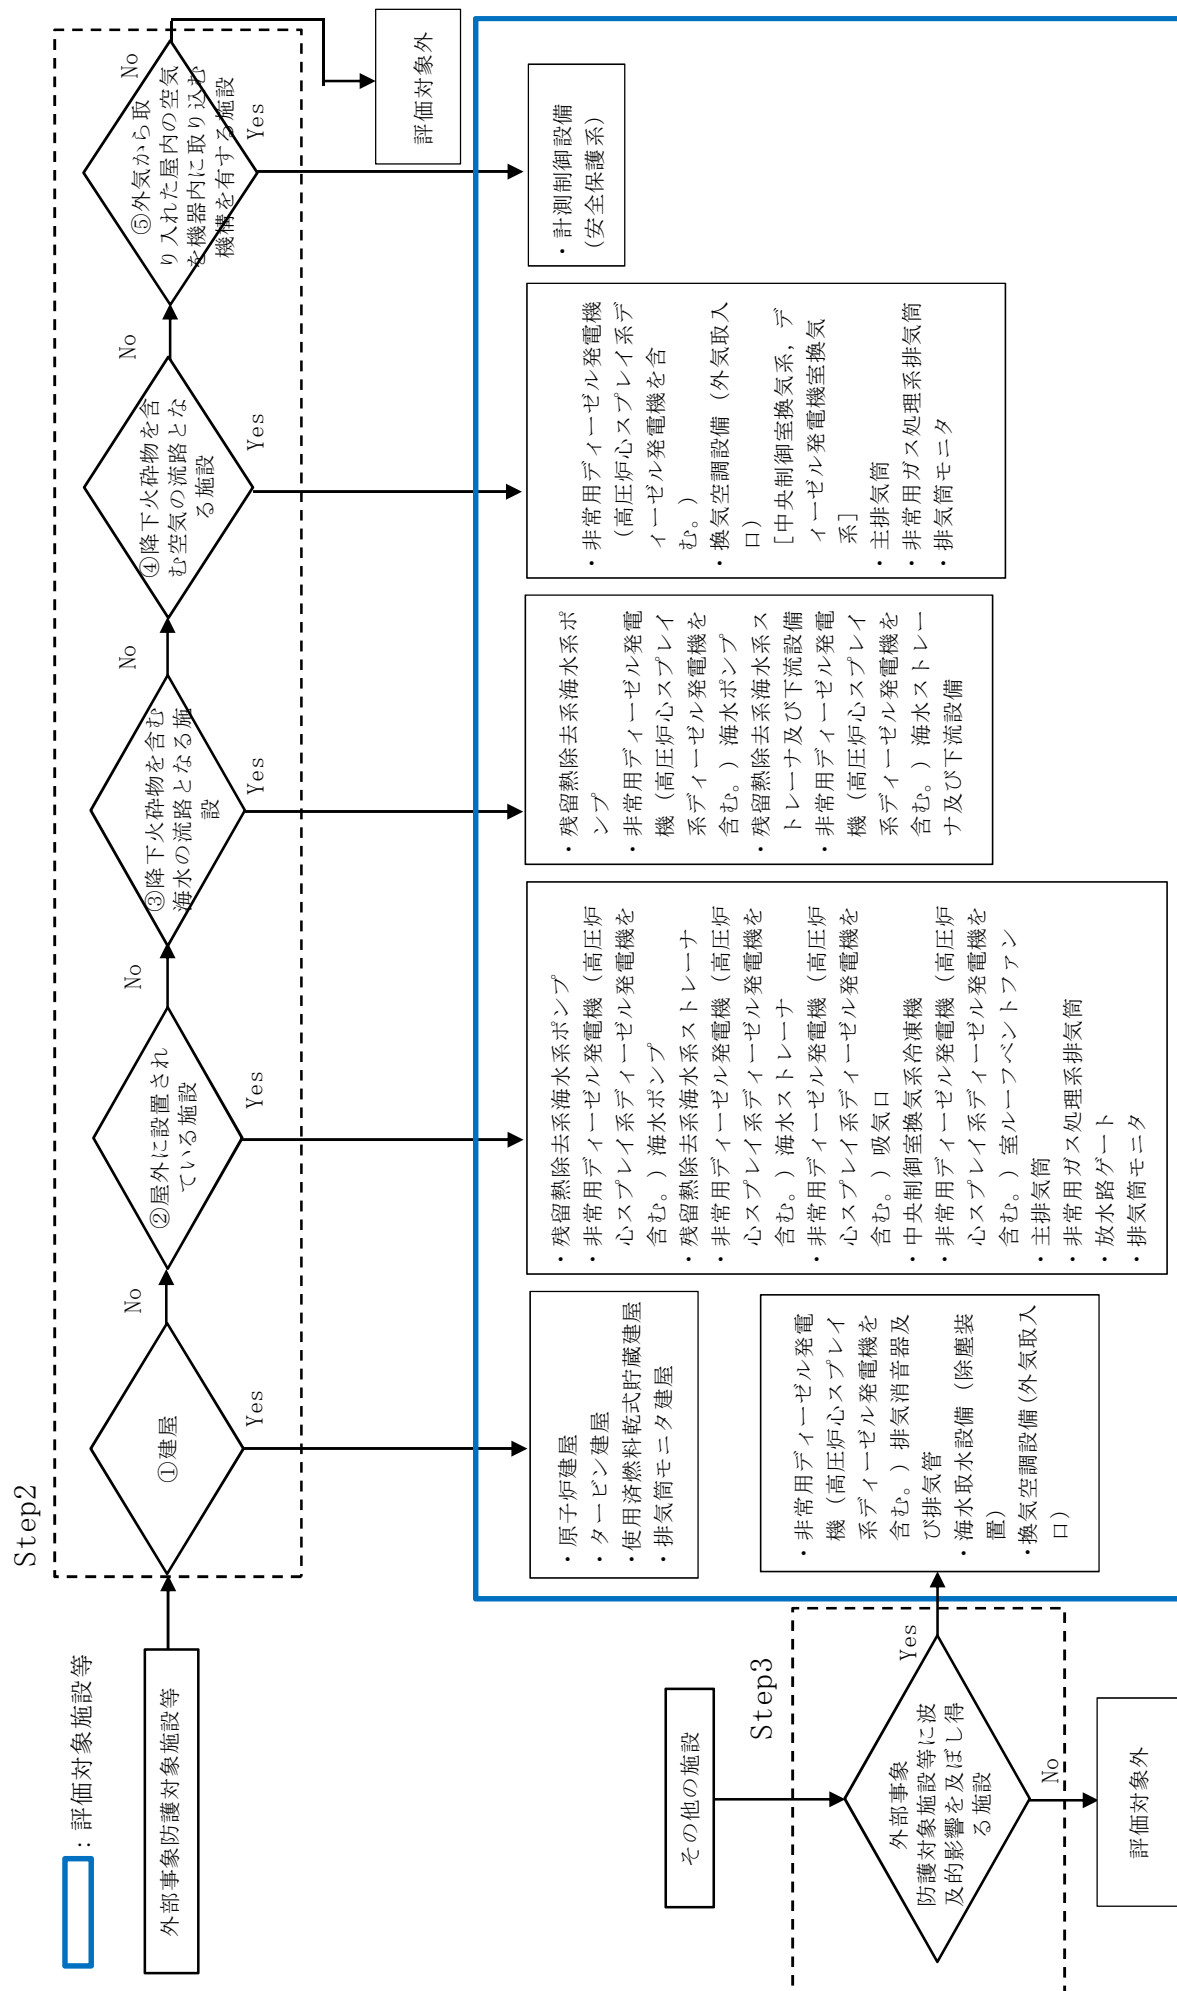 ：評価対象施設等
Step2
外部事象防護対象施設等
①建屋
No
Yes
②屋外に設置され
ている施設
No
Yes
③降下火砕物を含む
海水の流路となる施
設
No
Yes
④降下火砕物を含
む空気の流路とな
る施設
No
Yes
⑤外気から取
り入れた屋内の空気
を機器内に取り込む
機構を有する施設
No
Yes
評価対象外
・原子炉建屋
・タービン建屋
・使用済燃料乾式貯蔵建屋
・排気筒モニタ建屋
・残留熱除去系海水系ポンプ
・非常用ディーゼル発電機（高圧炉
心スプレイ系ディーゼル発電機を
含む。）海水ポンプ
・残留熱除去系海水系ストレーナ
・非常用ディーゼル発電機（高圧炉
心スプレイ系ディーゼル発電機を
含む。）海水ストレーナ
・非常用ディーゼル発電機（高圧炉
心スプレイ系ディーゼル発電機を
含む。）吸気口
・中央制御室換気系冷凍機
・非常用ディーゼル発電機（高圧炉
心スプレイ系ディーゼル発電機を
含む。）室ルーフベントファン
・主排気筒
・非常用ガス処理系排気筒
・放水路ゲート
・排気筒モニタ
・残留熱除去系海水系ポ
ンプ
・非常用ディーゼル発電
機（高圧炉心スプレイ
系ディーゼル発電機を
含む。）海水ポンプ
・残留熱除去系海水系ス
トレーナ及び下流設備
・非常用ディーゼル発電
機（高圧炉心スプレイ
系ディーゼル発電機を
含む。）海水ストレー
ナ及び下流設備
・非常用ディーゼル発電機
（高圧炉心スプレイ系デ
ィーゼル発電機を含
む。）
・換気空調設備（外気取入
口）
［中央制御室換気系，デ
ィーゼル発電機室換気
系］
・主排気筒
・非常用ガス処理系排気筒
・排気筒モニタ
・計測制御設備
（安全保護系）
その他の施設
Step3
外部事象
防護対象施設等に波
及的影響を及ぼし得
る施設
Yes
No
評価対象外
・非常用ディーゼル発電
機（高圧炉心スプレイ
系ディーゼル発電機を
含む。）排気消音器及
び排気管
・海水取水設備（除塵装
置）
・換気空調設備（外気取入
口）